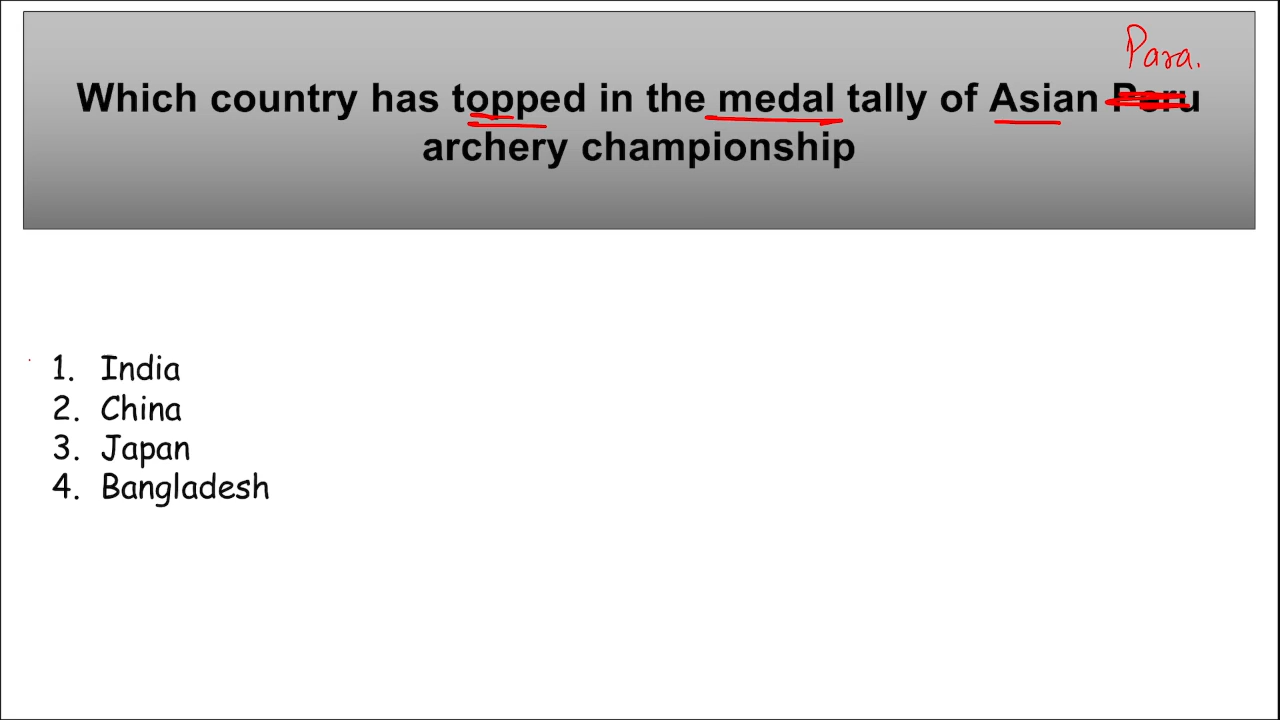 Para.
Which country has topped in the medal tally of Asian Paru
archery championship
1. India
2. China
3. Japan
4. Bangladesh